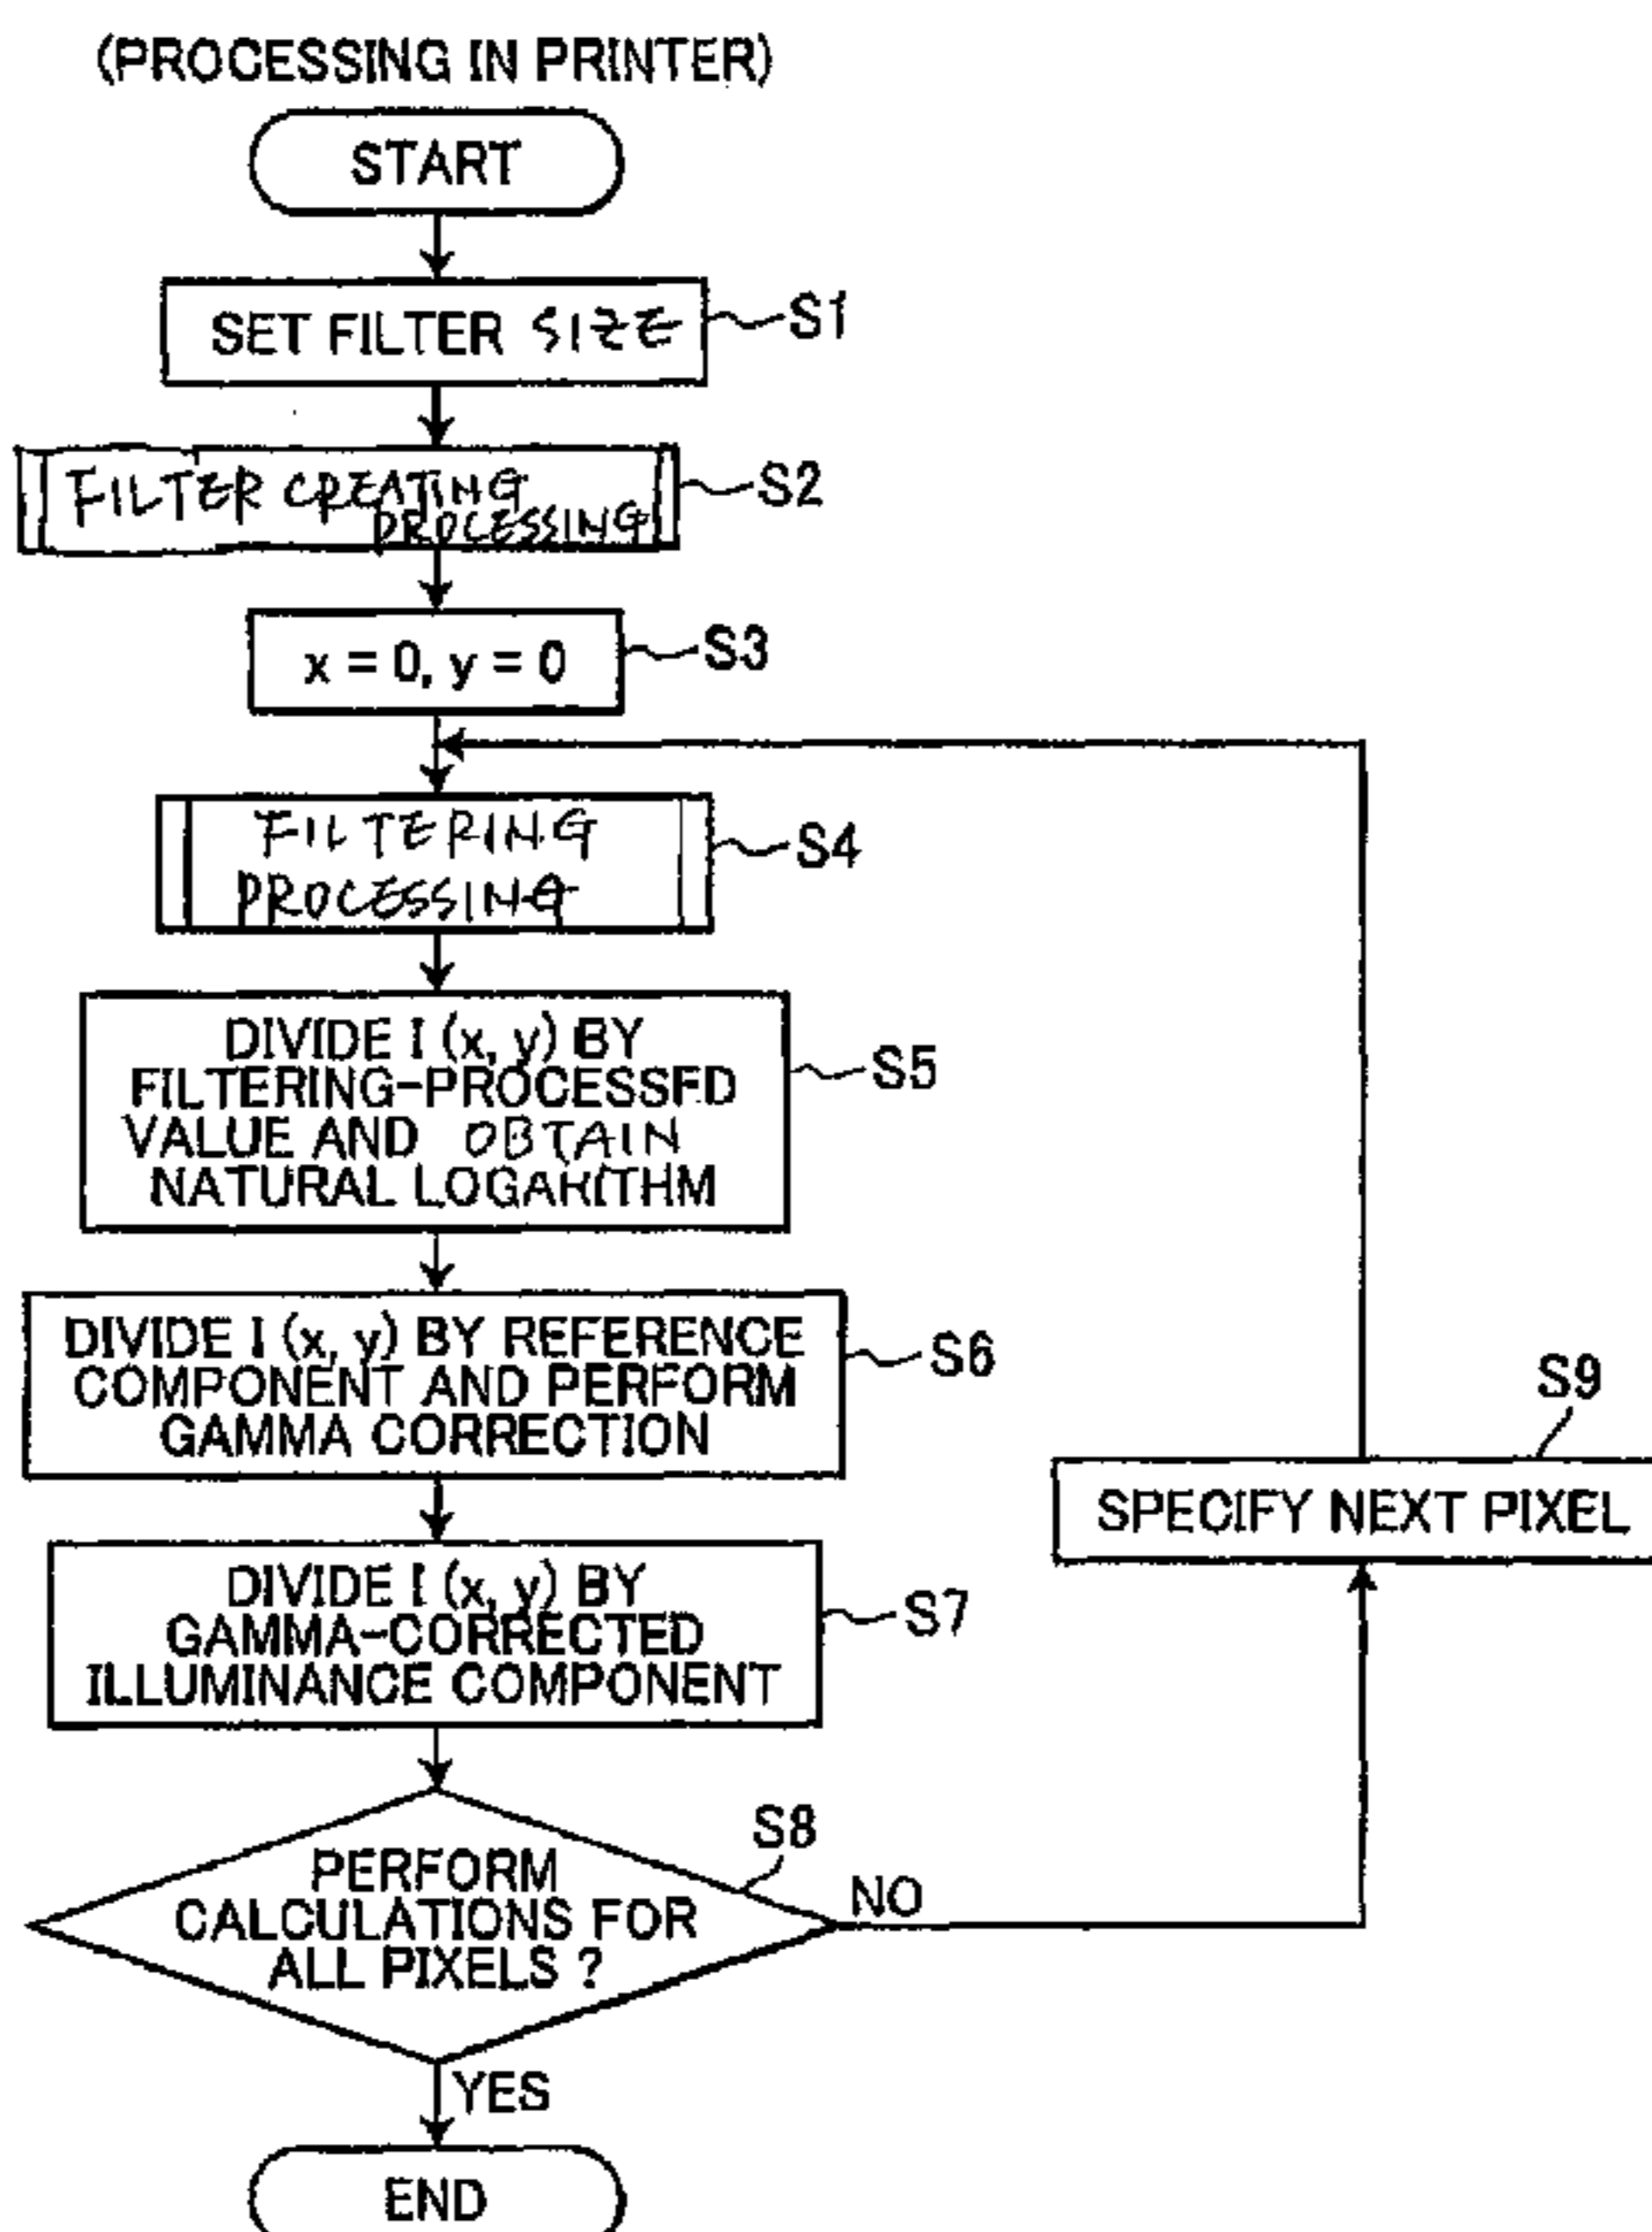 (PROCESSING IN PRINTER)
START
SET FILTER SIZE
S1
FILTER CREATING
PROCESSING
S2
x = 0, y = 0
S3
FILTERING
PROCESSING
S4
DIVIDE I (x, y) BY
FILTERING-PROCESSFD
VALUE AND OBTAIN
NATURAL LOGARITHM
S5
DIVIDE I (x, y) BY REFERENCE
COMPONENT AND PERFORM
GAMMA CORRECTION
S6
S9
SPECIFY NEXT PIXEL
DIVIDE I (x, y) BY
GAMMA-CORRECTED
ILLUMINANCE COMPONENT
S7
S8
PERFORM
CALCULATIONS FOR
ALL PIXELS ?
NO
YES
END